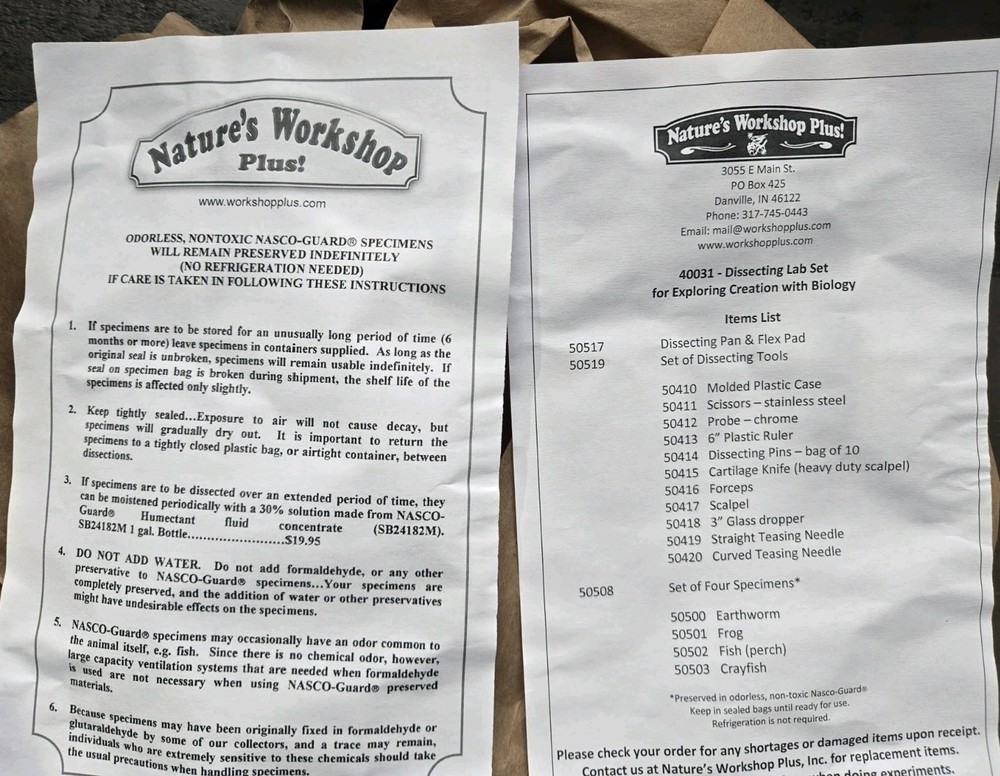 Nature's Workshop
Plus!
www.workshopplus.com
ODORLESS, NONTOXIC NASCO-GUARD® SPECIMENS
WILL REMAIN PRESERVED INDEFINITELY
(NO REFRIGERATION NEEDED)
IF CARE IS TAKEN IN FOLLOWING THESE INSTRUCTIONS
1. If specimens are to be stored for an unusually long period of time (6
months or more) leave specimens in containers supplied. As long as the
original seal is unbroken, specimens will remain usable indefinitely. If
seal on specimen bag is broken during shipment, the shelf life of the
specimens is affected only slightly.
2. Keep tightly sealed...Exposure to air will not cause decay, but
specimens will gradually dry out. It is important to return the
specimens to a tightly closed plastic bag, or airtight container, between
dissections.
3. If specimens are to be dissected over an extended period of time, they
can be moistened periodically with a 30% solution made from NASCO-
Guard® Humectant fluid concentrate (SB24182M).
SB24182M 1 gal. Bottle.......................$19.95
4. DO NOT ADD WATER. Do not add formaldehyde, or any other
preservative to NASCO-Guard® specimens...Your specimens are
completely preserved, and the addition of water or other preservatives
might have undesirable effects on the specimens.
5. NASCO-Guard® specimens may occasionally have an odor common to
the animal itself, e.g. fish. Since there is no chemical odor, however,
large capacity ventilation systems that are needed when formaldehyde
is used are not necessary when using NASCO-Guard® preserved
materials.
6. Because specimens may have been originally fixed in formaldehyde or
glutaraldehyde by some of our collectors, and a trace may remain,
individuals who are extremely sensitive to these chemicals should take
the usual precautions when handling specimens.
Nature's Workshop Plus!
3055 E Main St.
PO Box 425
Danville, IN 46122
Phone: 317-745-0443
Email: mail@workshopplus.com
www.workshopplus.com
40031 - Dissecting Lab Set
for Exploring Creation with Biology
Items List
50517 Dissecting Pan & Flex Pad
50519 Set of Dissecting Tools
50410 Molded Plastic Case
50411 Scissors – stainless steel
50412 Probe – chrome
50413 6" Plastic Ruler
50414 Dissecting Pins – bag of 10
50415 Cartilage Knife (heavy duty scalpel)
50416 Forceps
50417 Scalpel
50418 3" Glass dropper
50419 Straight Teasing Needle
50420 Curved Teasing Needle
50508 Set of Four Specimens*
50500 Earthworm
50501 Frog
50502 Fish (perch)
50503 Crayfish
*Preserved in odorless, non-toxic Nasco-Guard®
Keep in sealed bags until ready for use.
Refrigeration is not required.
Please check your order for any shortages or damaged items upon receipt.
Contact us at Nature's Workshop Plus, Inc. for replacement items.
when doing experiments.